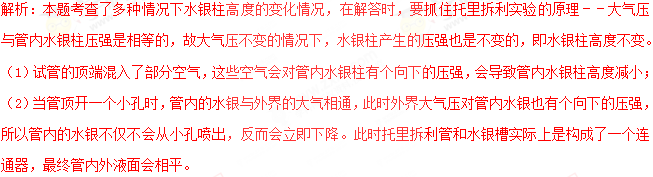 解析：本题考查了多种情况下水银柱高度的变化情况，在解答时，要抓住托里拆利实验的原理－－大气压
与管内水银柱压强是相等的，故大气压不变的情况下，水银柱产生的压强也是不变的，即水银柱高度不变。
（1）试管的顶端混入了部分空气，这些空气会对管内水银柱有个向下的压强，会导致管内水银柱高度减小；
（2）当管顶开一个小孔时，管内的水银与外界的大气相通，此时外界大气压对管内水银也有个向下的压强，
所以管内的水银不仅不会从小孔喷出，反而会立即下降。此时托里拆利管和水银槽实际上是构成了一个连
通器，最终管内外液面会相平。